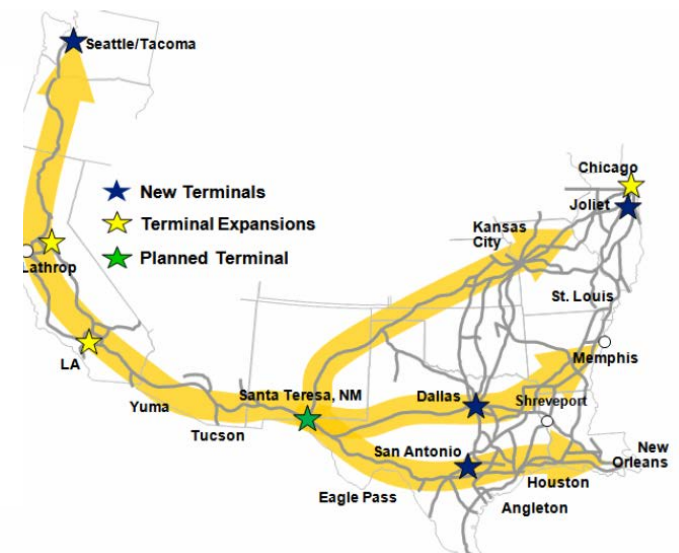 Seattle/Tacoma
New Terminals
Terminal Expansions
Planned Terminal
Chicago
Joliet
Kansas
City
Lathrop
St. Louis
LA
Memphis
Yuma
Santa Teresa, NM
Dallas
Shreveport
Tucson
San Antonio
New
Orleans
Eagle Pass
Houston
Angleton